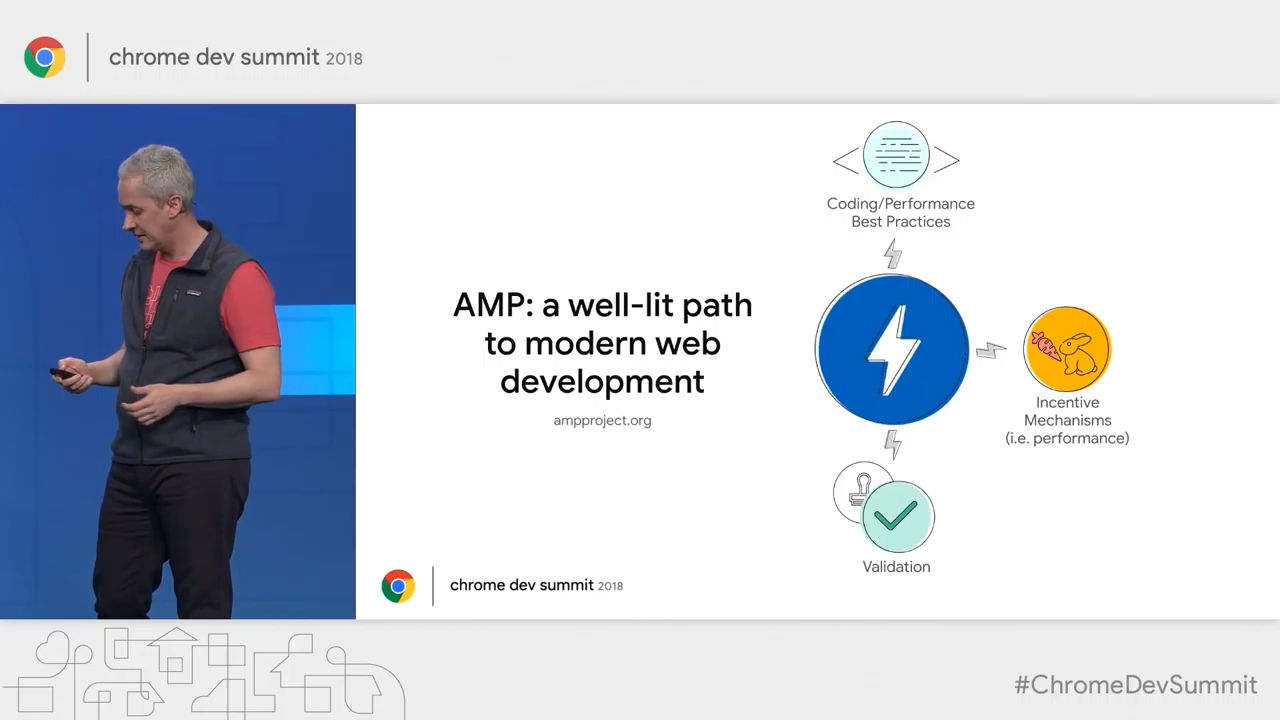 chrome dev summit 2018
Coding/Performance
Best Practices
AMP: a well-lit path
to modern web
development
ampproject.org
Incentive
Mechanisms
(i.e. performance)
Validation
chrome dev summit 2018
#ChromeDevSummit